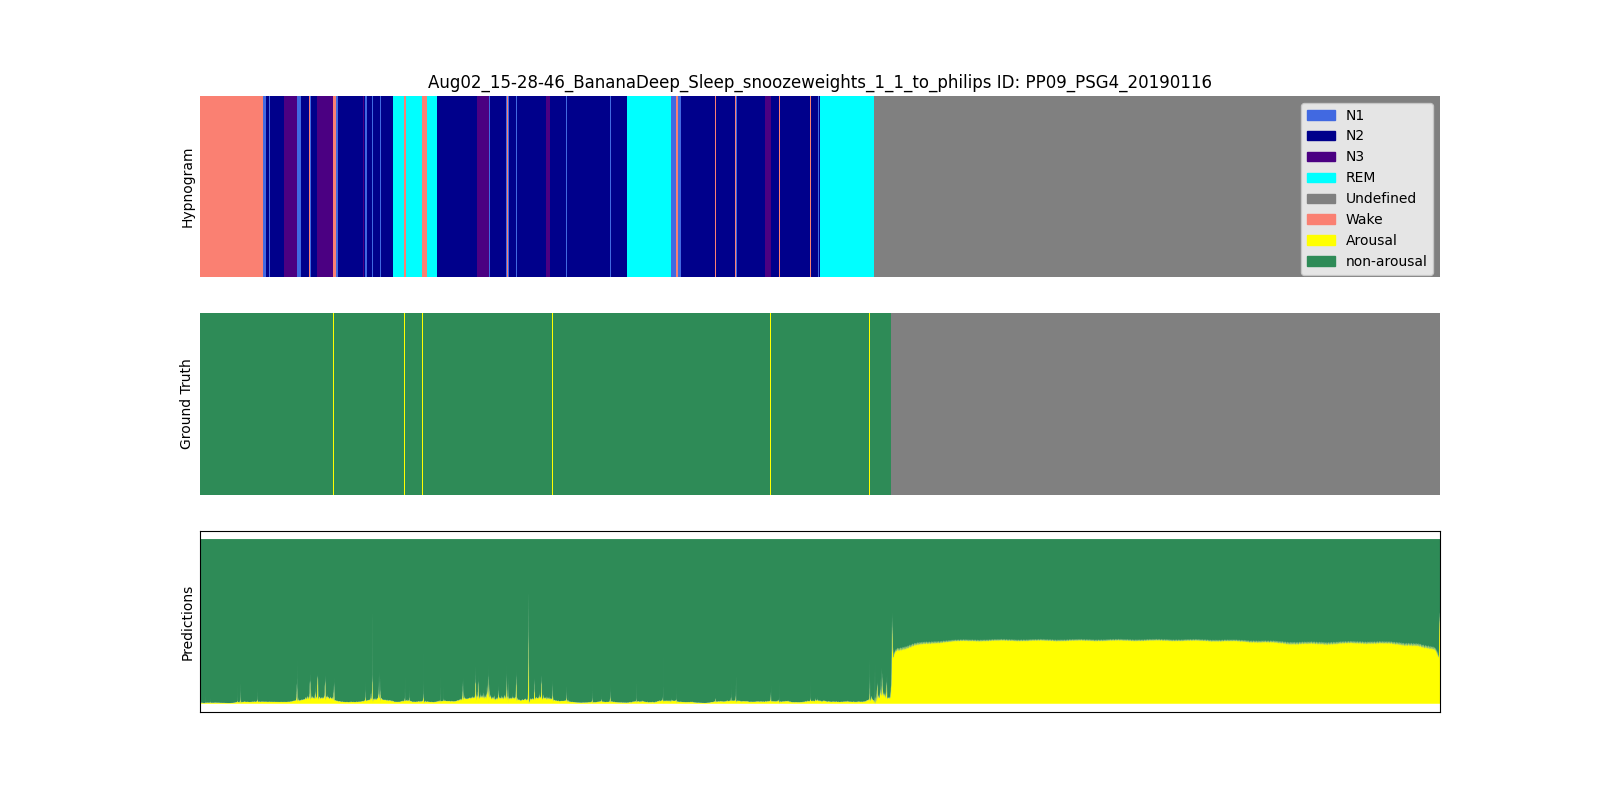 Aug02_15-28-46_BananaDeep_Sleep_snoozeweights_1_1_to_philips ID: PP09_PSG4_20190116
Hypnogram
N1
N2
N3
REM
Undefined
Wake
Arousal
non-arousal
Ground Truth
Predictions